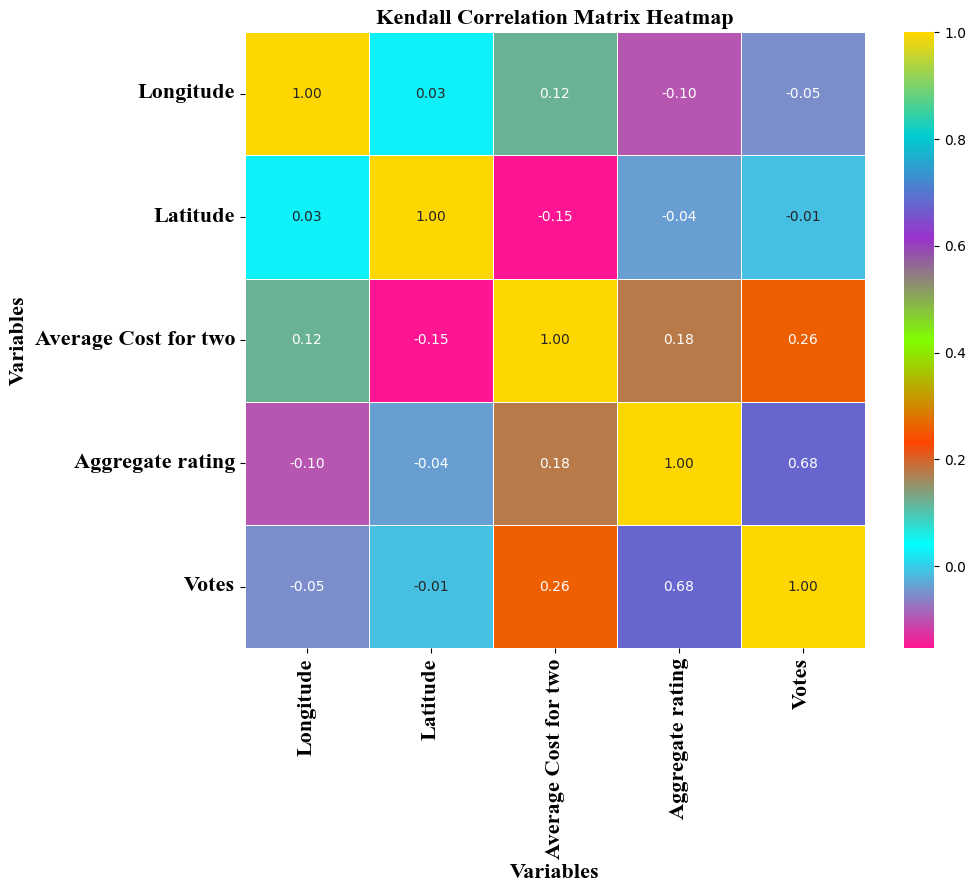 Kendall Correlation Matrix Heatmap
Variables
Longitude
1.00 0.03 0.12 -0.10 -0.05
Latitude
0.03 1.00 -0.15 -0.04 -0.01
Average Cost for two
0.12 -0.15 1.00 0.18 0.26
Aggregate rating
-0.10 -0.04 0.18 1.00 0.68
Votes
-0.05 -0.01 0.26 0.68 1.00
Longitude
Latitude
Average Cost for two
Aggregate rating
Votes
Variables
1.0
0.8
0.6
0.4
0.2
0.0